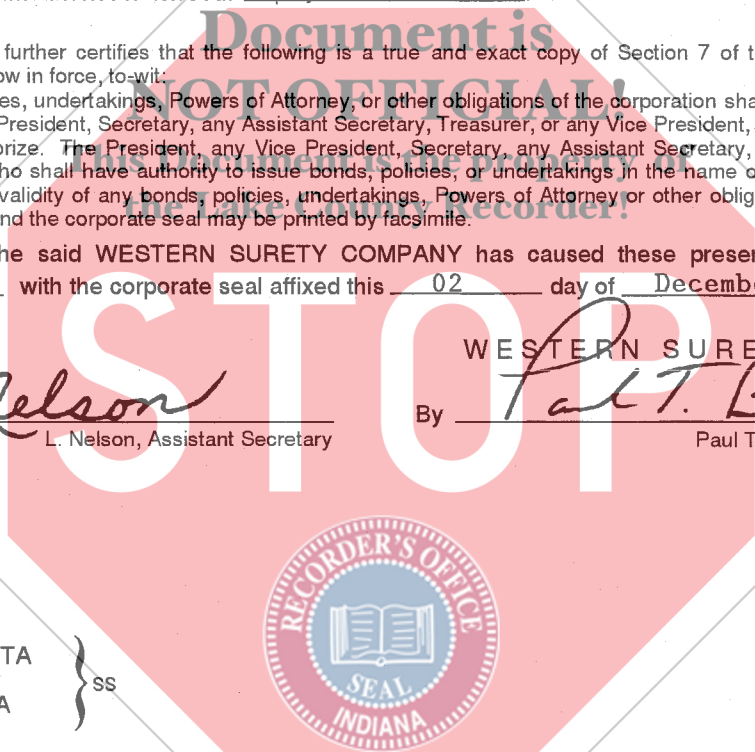 Document is
further certifies that the following is a true and exact copy of Section 7 of t
ow in force, to-wit:
NOT OFFICIAL!
es, undertakings, Powers of Attorney, or other obligations of the corporation sha
President, Secretary, any Assistant Secretary, Treasurer, or any Vice President,
orize. The President, any Vice President, Secretary, any Assistant Secretary,
This Document is the property of
ho shall have authority to issue bonds, policies, or undertakings in the name o
validity of any bonds, policies, undertakings, Powers of Attorney or other oblig
the Lake County Recorder!
nd the corporate seal may be printed by facsimile.
he said WESTERN SURETY COMPANY has caused these presen
with the corporate seal affixed this 02 day of Decembe
STOP
WESTERN SURE
Nelson
By Paul T. B
L. Nelson, Assistant Secretary
Paul T
RECORDER'S OFFICE
SEAL
INDIANA
TA
SS
A